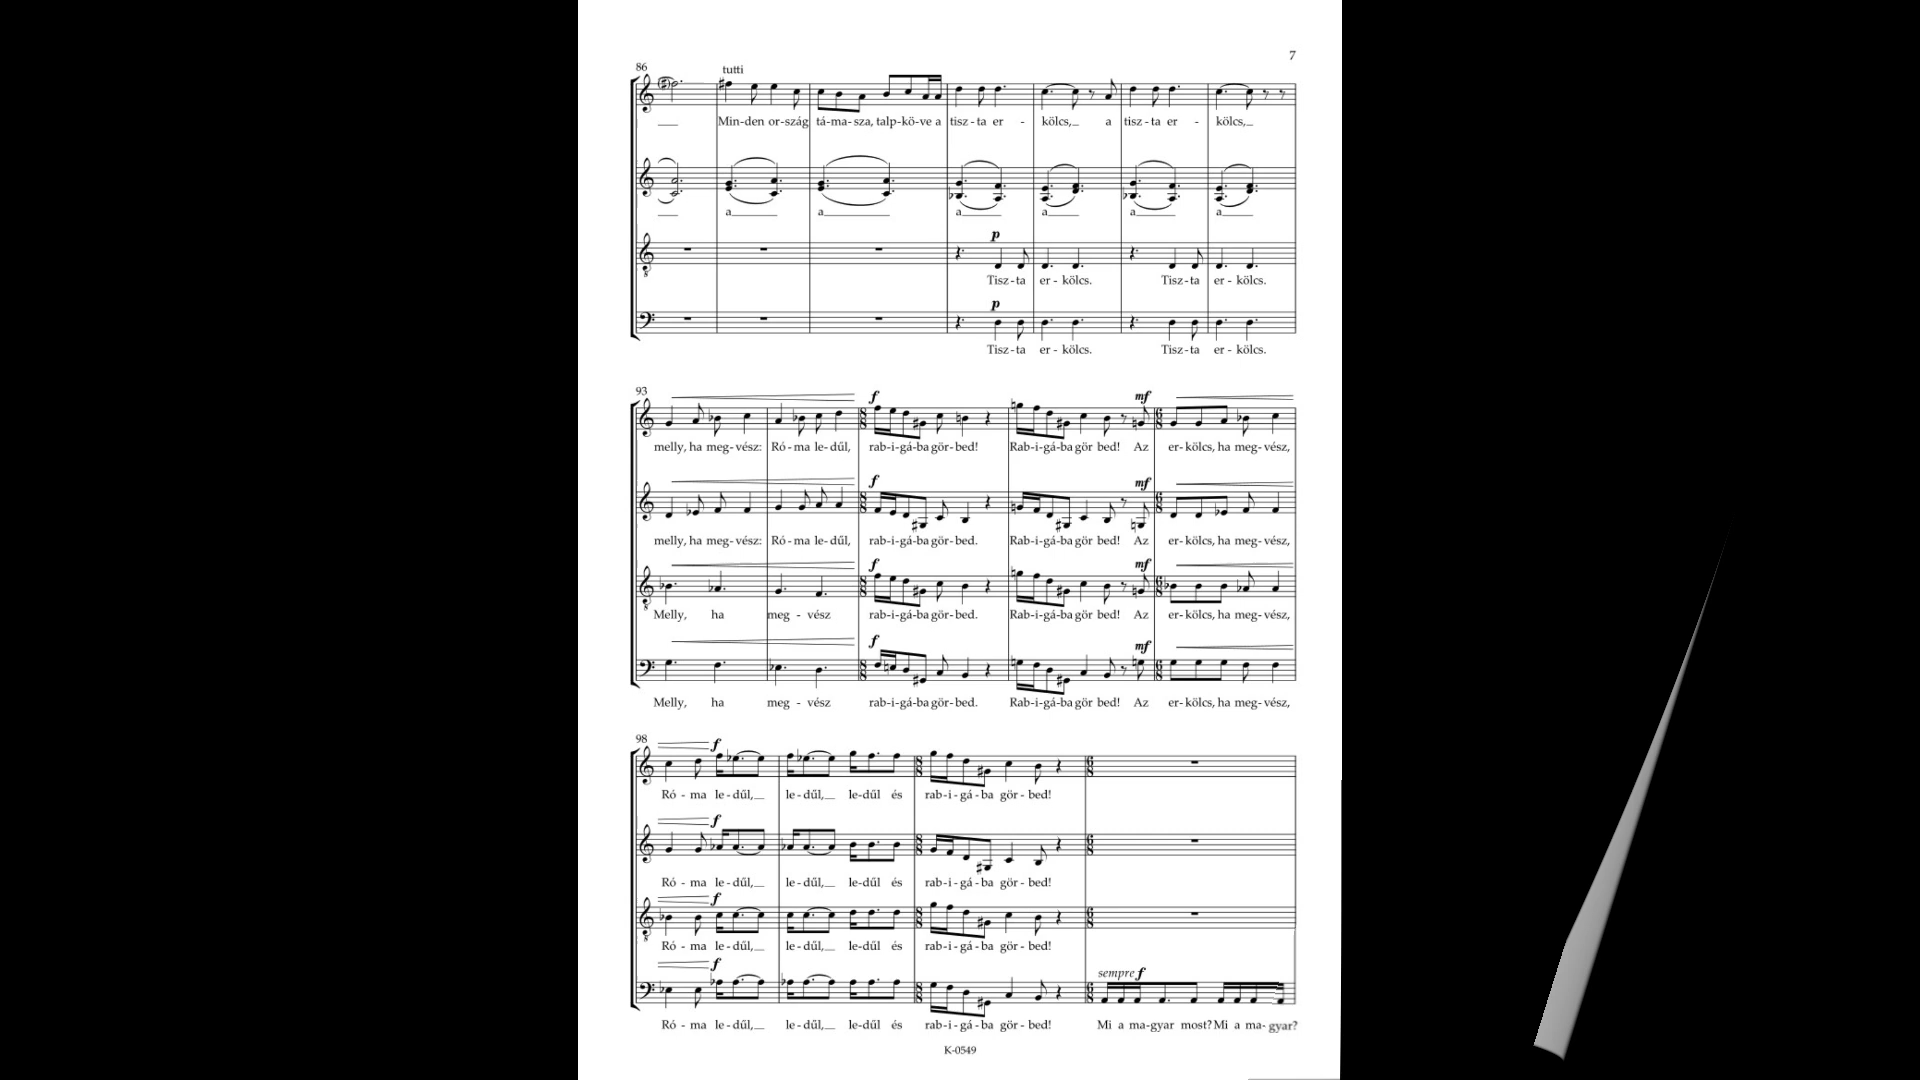 7
86
tutti
Min-den or-szág tá-ma-sza, talp-kö-ve a tisz-ta er - kölcs, a tisz-ta er - kölcs,
a a a a a a
p
Tisz-ta er-kölcs. Tisz-ta er-kölcs.
p
Tisz-ta er-kölcs. Tisz-ta er-kölcs.
93
f mf
melly, ha meg-vész: Ró-ma le-dűl, rab-i-gá-ba gör-bed! Rab-i-gá-ba gör bed! Az er-kölcs, ha meg-vész,
f mf
melly, ha meg-vész: Ró-ma le-dűl, rab-i-gá-ba gör-bed. Rab-i-gá-ba gör bed! Az er-kölcs, ha meg-vész,
f mf
Melly, ha meg - vész rab-i-gá-ba gör-bed. Rab-i-gá-ba gör bed! Az er-kölcs, ha meg-vész,
f mf
Melly, ha meg - vész rab-i-gá-ba gör-bed. Rab-i-gá-ba gör bed! Az er-kölcs, ha meg-vész,
98
f
Ró - ma le-dűl, le-dűl, le-dűl és rab-i-gá-ba gör-bed!
f
Ró - ma le-dűl, le-dűl, le-dűl és rab-i-gá-ba gör-bed!
f
Ró - ma le-dűl, le-dűl, le-dűl és rab-i-gá-ba gör-bed!
f sempre f
Ró - ma le-dűl, le-dűl, le-dűl és rab-i-gá-ba gör-bed! Mi a ma-gyar most? Mi a ma-gyar?
K-0549